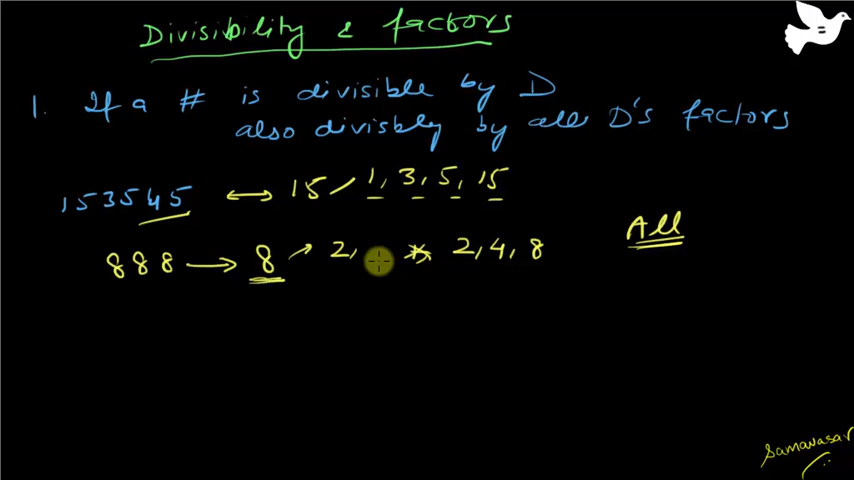 Divisibility & factors
1. If a # is divisible by D
also divisbly by all D's factors
153545 ↔ 15 / 1, 3, 5, 15
All
888 → 8 → 2, 2, 4, 8
Samavasar